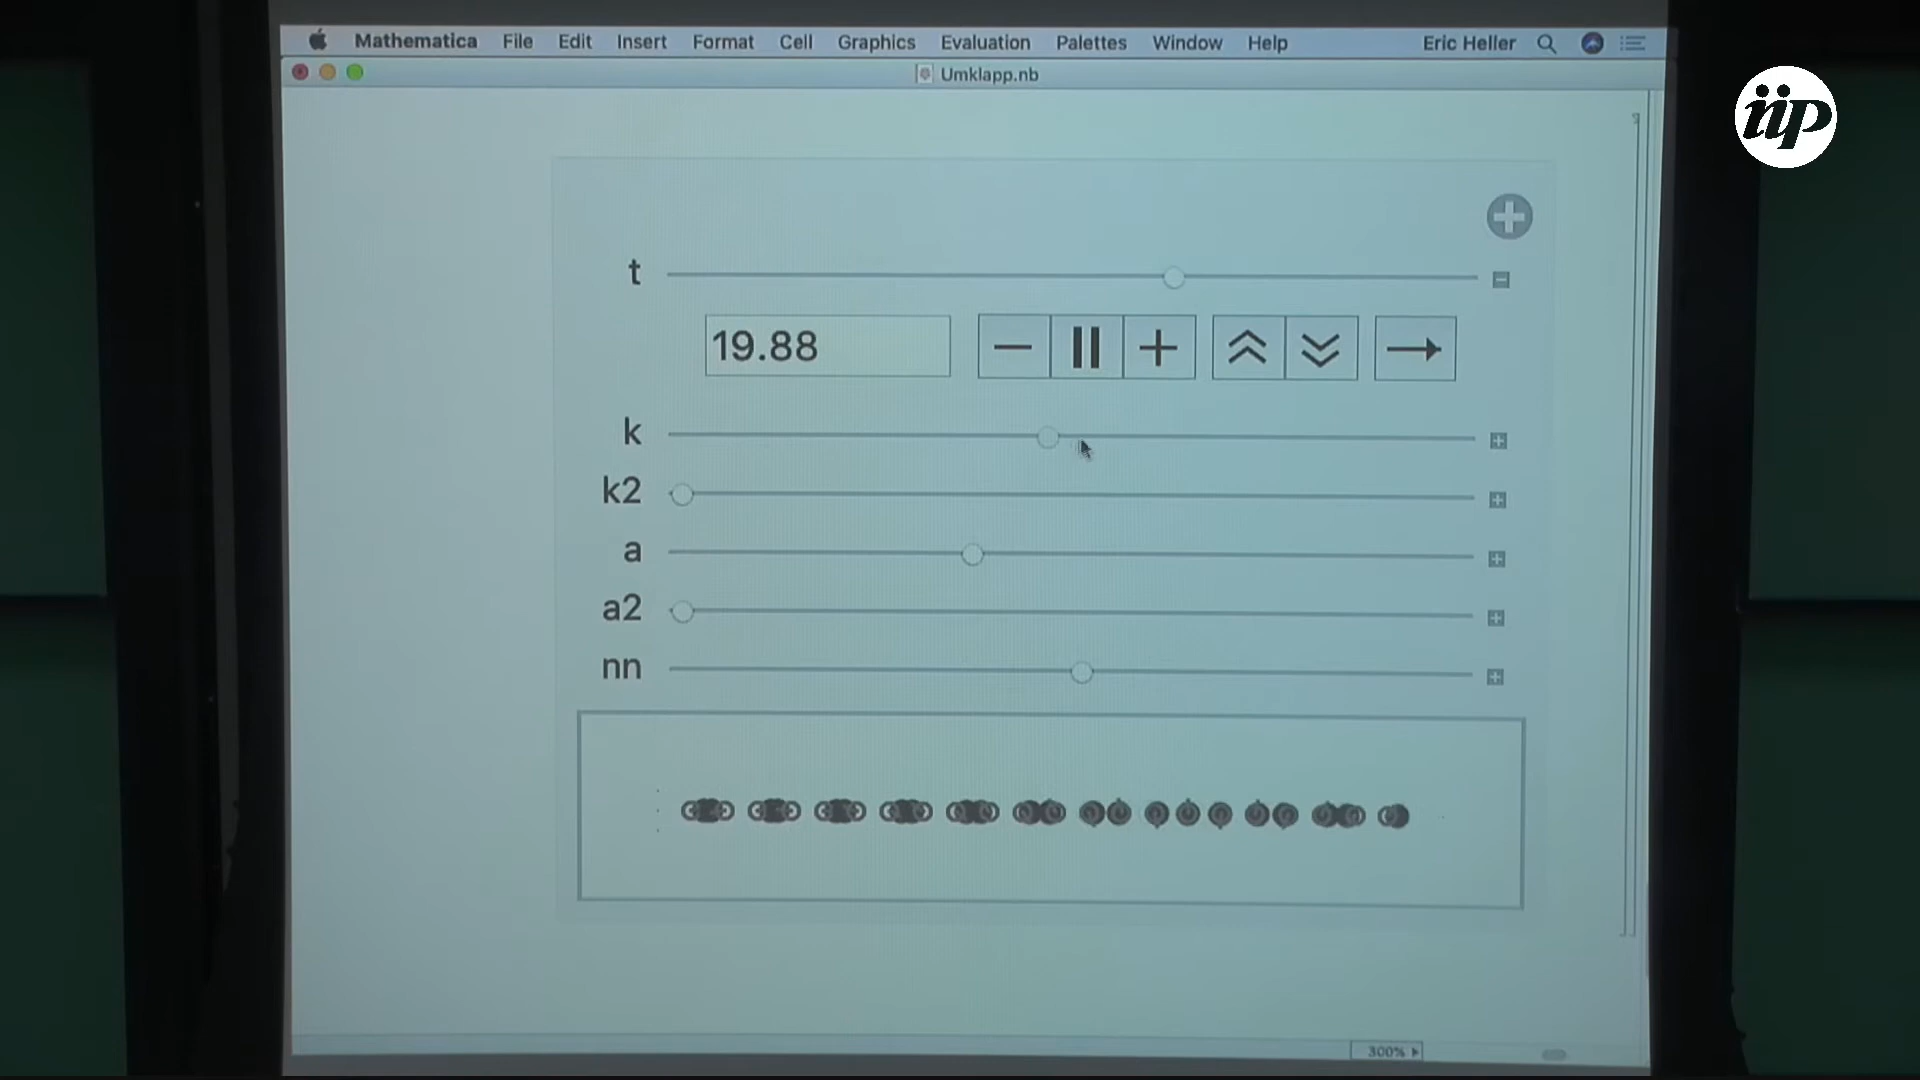 Mathematica File Edit Insert Format Cell Graphics Evaluation Palettes Window Help Eric Heller
Umklapp.nb
iip
t
19.88
k
k2
a
a2
nn
300%